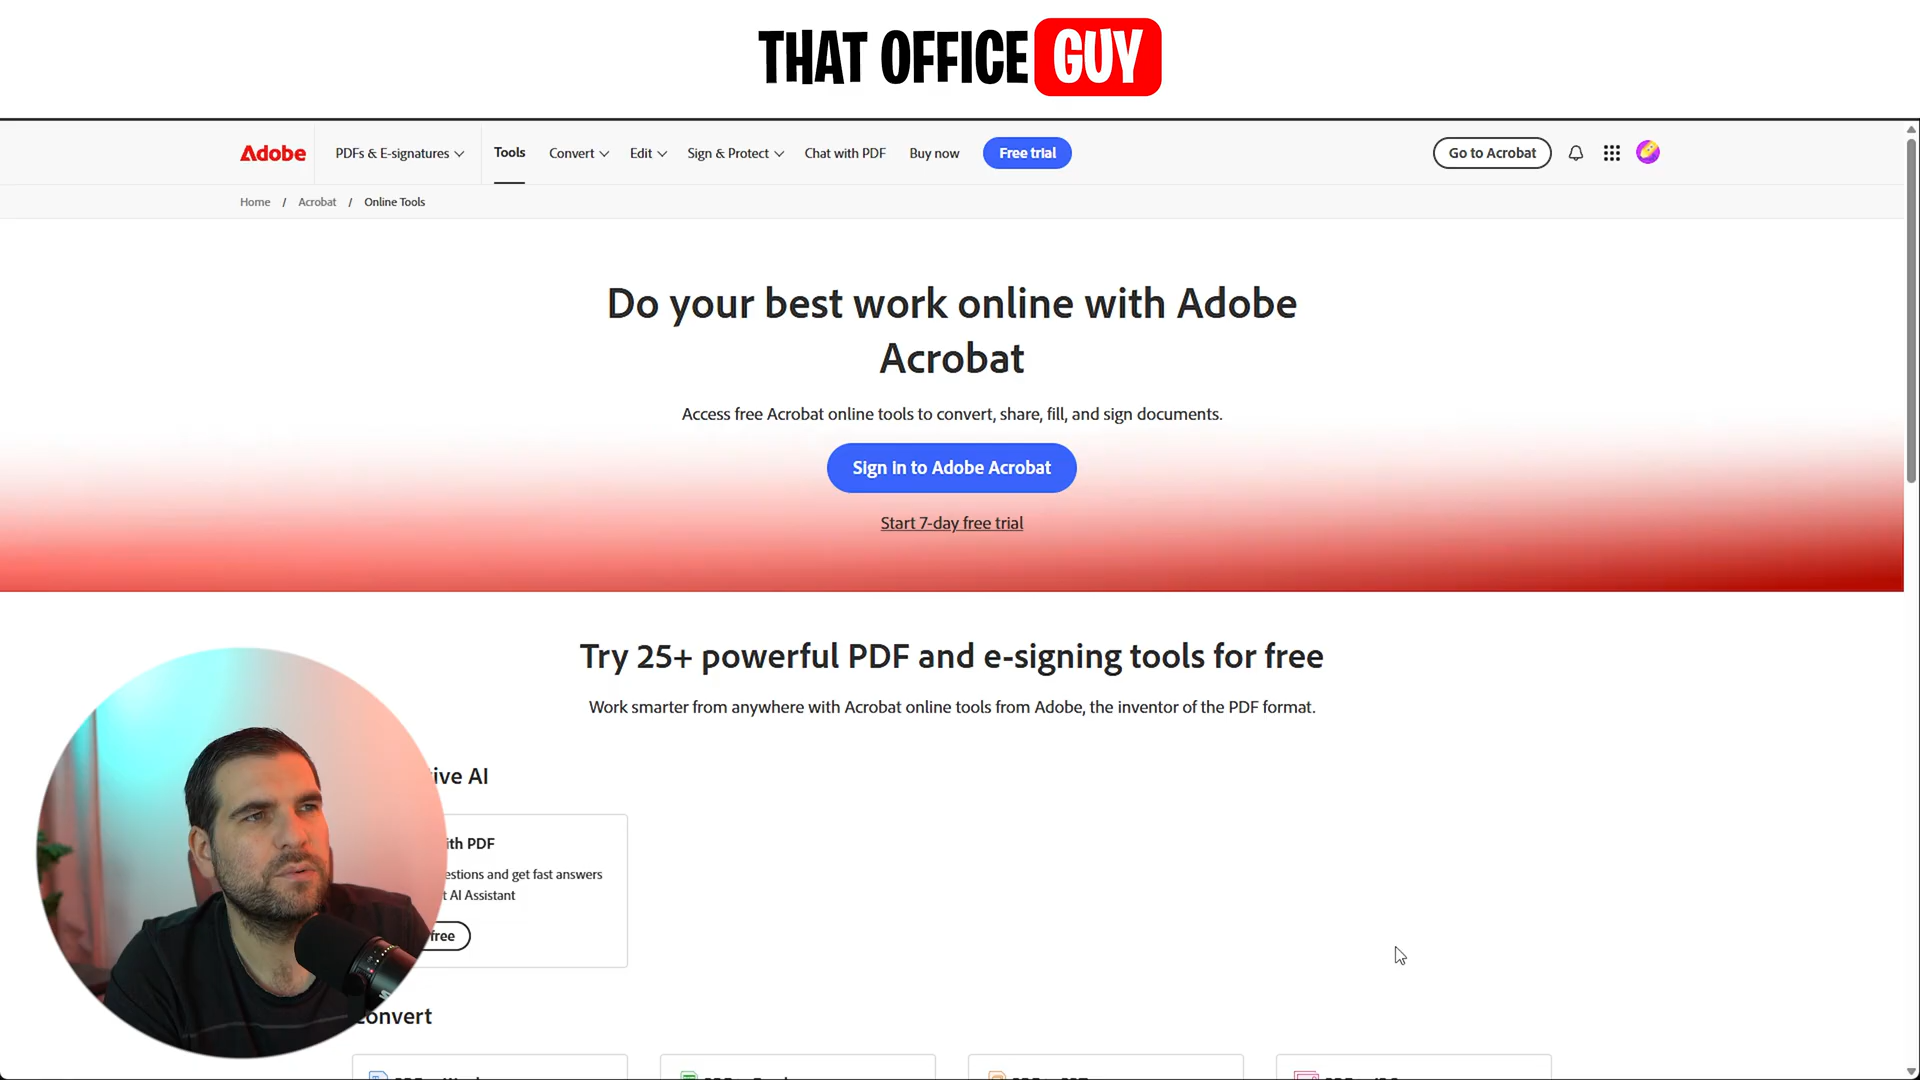 THAT OFFICE GUY
Adobe PDFs & E-signatures Tools Convert Edit Sign & Protect Chat with PDF Buy now Free trial Go to Acrobat
Home / Acrobat / Online Tools
Do your best work online with Adobe
Acrobat
Access free Acrobat online tools to convert, share, fill, and sign documents.
Sign in to Adobe Acrobat
Start 7-day free trial
Try 25+ powerful PDF and e-signing tools for free
Work smarter from anywhere with Acrobat online tools from Adobe, the inventor of the PDF format.
ive AI
ith PDF
estions and get fast answers
t AI Assistant
free
onvert